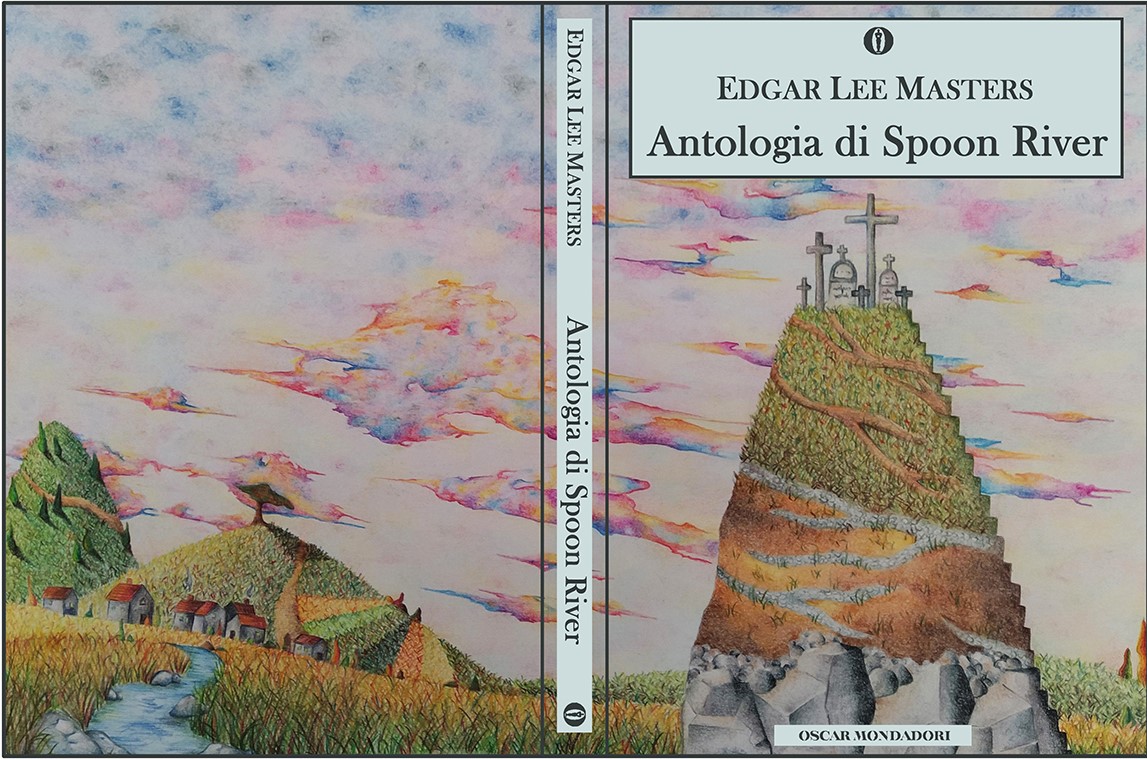 EDGAR LEE MASTERS
Antologia di Spoon River
EDGAR LEE MASTERS
Antologia di Spoon River
OSCAR MONDADORI